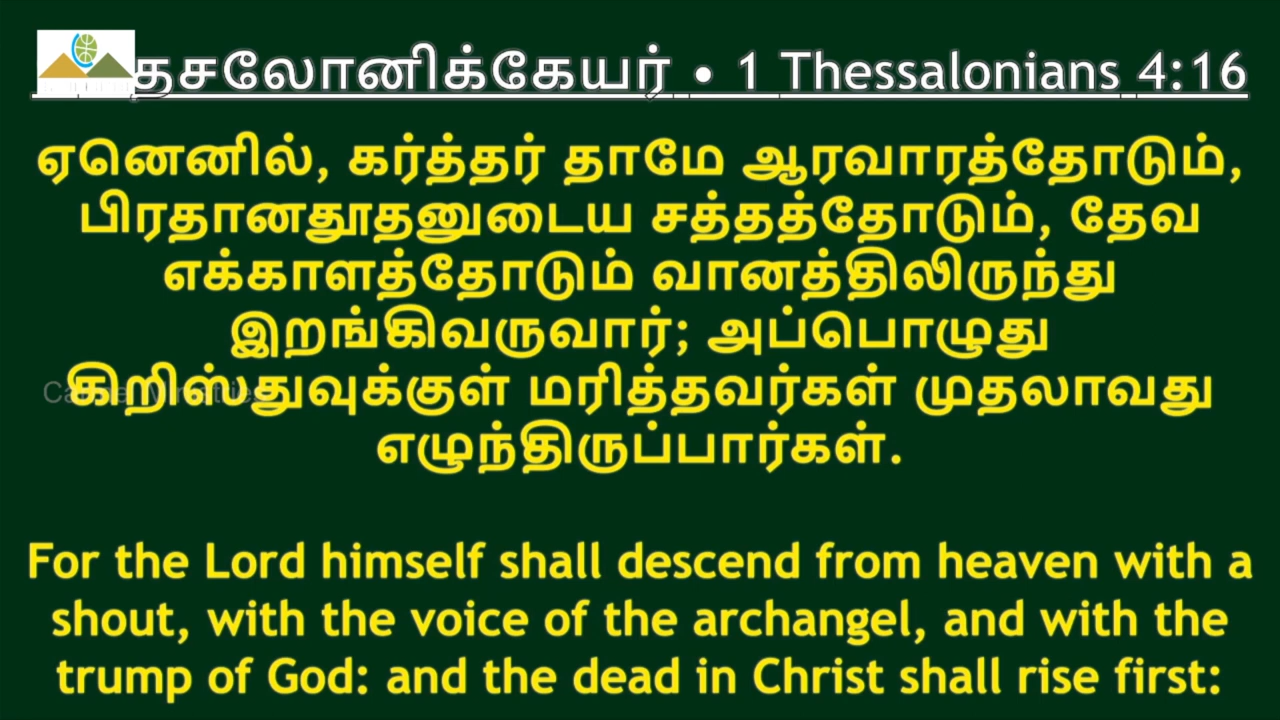 தசலோனிக்கேயர் • 1 Thessalonians 4:16
ஏனெனில், கர்த்தர் தாமே ஆரவாரத்தோடும்,
பிரதானதூதனுடைய சத்தத்தோடும், தேவ
எக்காளத்தோடும் வானத்திலிருந்து
இறங்கிவருவார்; அப்பொழுது
கிறிஸ்துவுக்குள் மரித்தவர்கள் முதலாவது
எழுந்திருப்பார்கள்.
For the Lord himself shall descend from heaven with a
shout, with the voice of the archangel, and with the
trump of God: and the dead in Christ shall rise first: